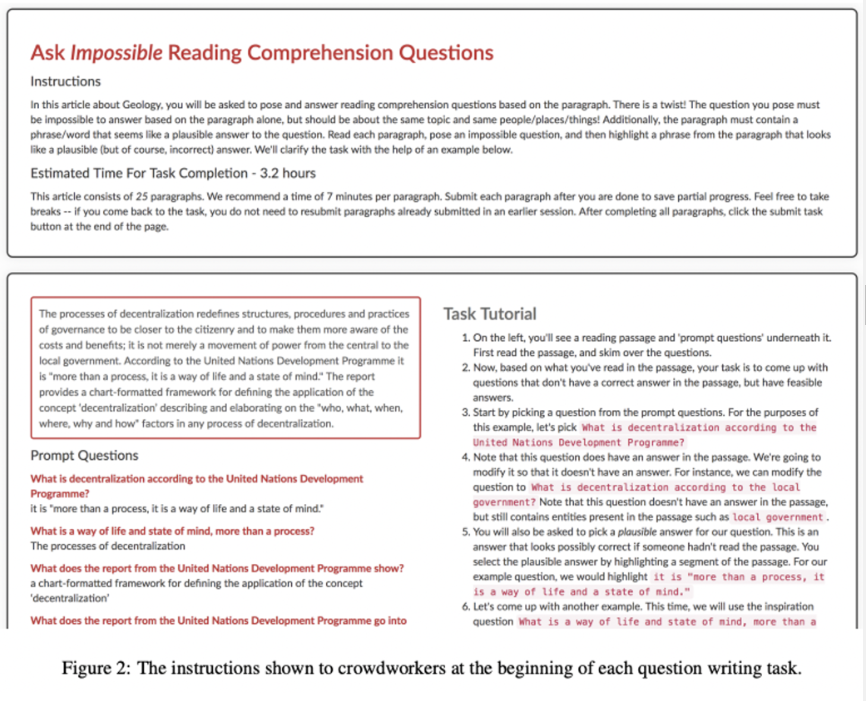 Ask Impossible Reading Comprehension Questions
Instructions
In this article about Geology, you will be asked to pose and answer reading comprehension questions based on the paragraph. There is a twist! The question you pose must
be impossible to answer based on the paragraph alone, but should be about the same topic and same people/places/things! Additionally, the paragraph must contain a
phrase/word that seems like a plausible answer to the question. Read each paragraph, pose an impossible question, and then highlight a phrase from the paragraph that looks
like a plausible (but of course, incorrect) answer. We'll clarify the task with the help of an example below.
Estimated Time For Task Completion - 3.2 hours
This article consists of 25 paragraphs. We recommend a time of 7 minutes per paragraph. Submit each paragraph after you are done to save partial progress. Feel free to take
breaks -- if you come back to the task, you do not need to resubmit paragraphs already submitted in an earlier session. After completing all paragraphs, click the submit task
button at the end of the page.
The processes of decentralization redefines structures, procedures and practices
of governance to be closer to the citizenry and to make them more aware of the
costs and benefits; it is not merely a movement of power from the central to the
local government. According to the United Nations Development Programme it
is "more than a process, it is a way of life and a state of mind." The report
provides a chart-formatted framework for defining the application of the
concept 'decentralization' describing and elaborating on the "who, what, when,
where, why and how" factors in any process of decentralization.
Prompt Questions
What is decentralization according to the United Nations Development
Programme?
it is "more than a process, it is a way of life and a state of mind."
What is a way of life and state of mind, more than a process?
The processes of decentralization
What does the report from the United Nations Development Programme show?
a chart-formatted framework for defining the application of the concept
'decentralization'
What does the report from the United Nations Development Programme go into
Task Tutorial
1. On the left, you'll see a reading passage and 'prompt questions' underneath it.
First read the passage, and skim over the questions.
2. Now, based on what you've read in the passage, your task is to come up with
questions that don't have a correct answer in the passage, but have feasible
answers.
3. Start by picking a question from the prompt questions. For the purposes of
this example, let's pick What is decentralization according to the
United Nations Development Programme?
4. Note that this question does have an answer in the passage. We're going to
modify it so that it doesn't have an answer. For instance, we can modify the
question to What is decentralization according to the local
government? Note that this question doesn't have an answer in the passage,
but still contains entities present in the passage such as local government .
5. You will also be asked to pick a plausible answer for our question. This is an
answer that looks possibly correct if someone hadn't read the passage. You
select the plausible answer by highlighting a segment of the passage. For our
example question, we would highlight it is "more than a process, it
is a way of life and a state of mind."
6. Let's come up with another example. This time, we will use the inspiration
question What is a way of life and state of mind, more than a
Figure 2: The instructions shown to crowdworkers at the beginning of each question writing task.